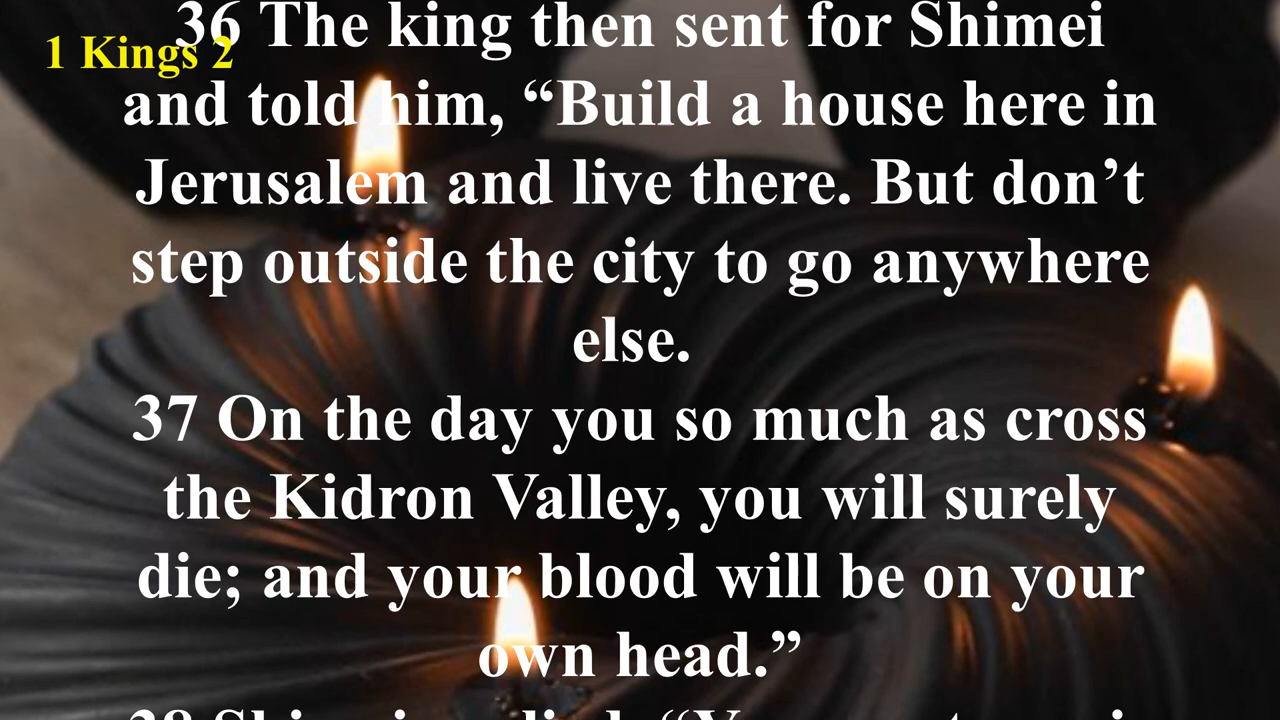 1 Kings 2
36 The king then sent for Shimei
and told him, “Build a house here in
Jerusalem and live there. But don’t
step outside the city to go anywhere
else.
37 On the day you so much as cross
the Kidron Valley, you will surely
die; and your blood will be on your
own head.”